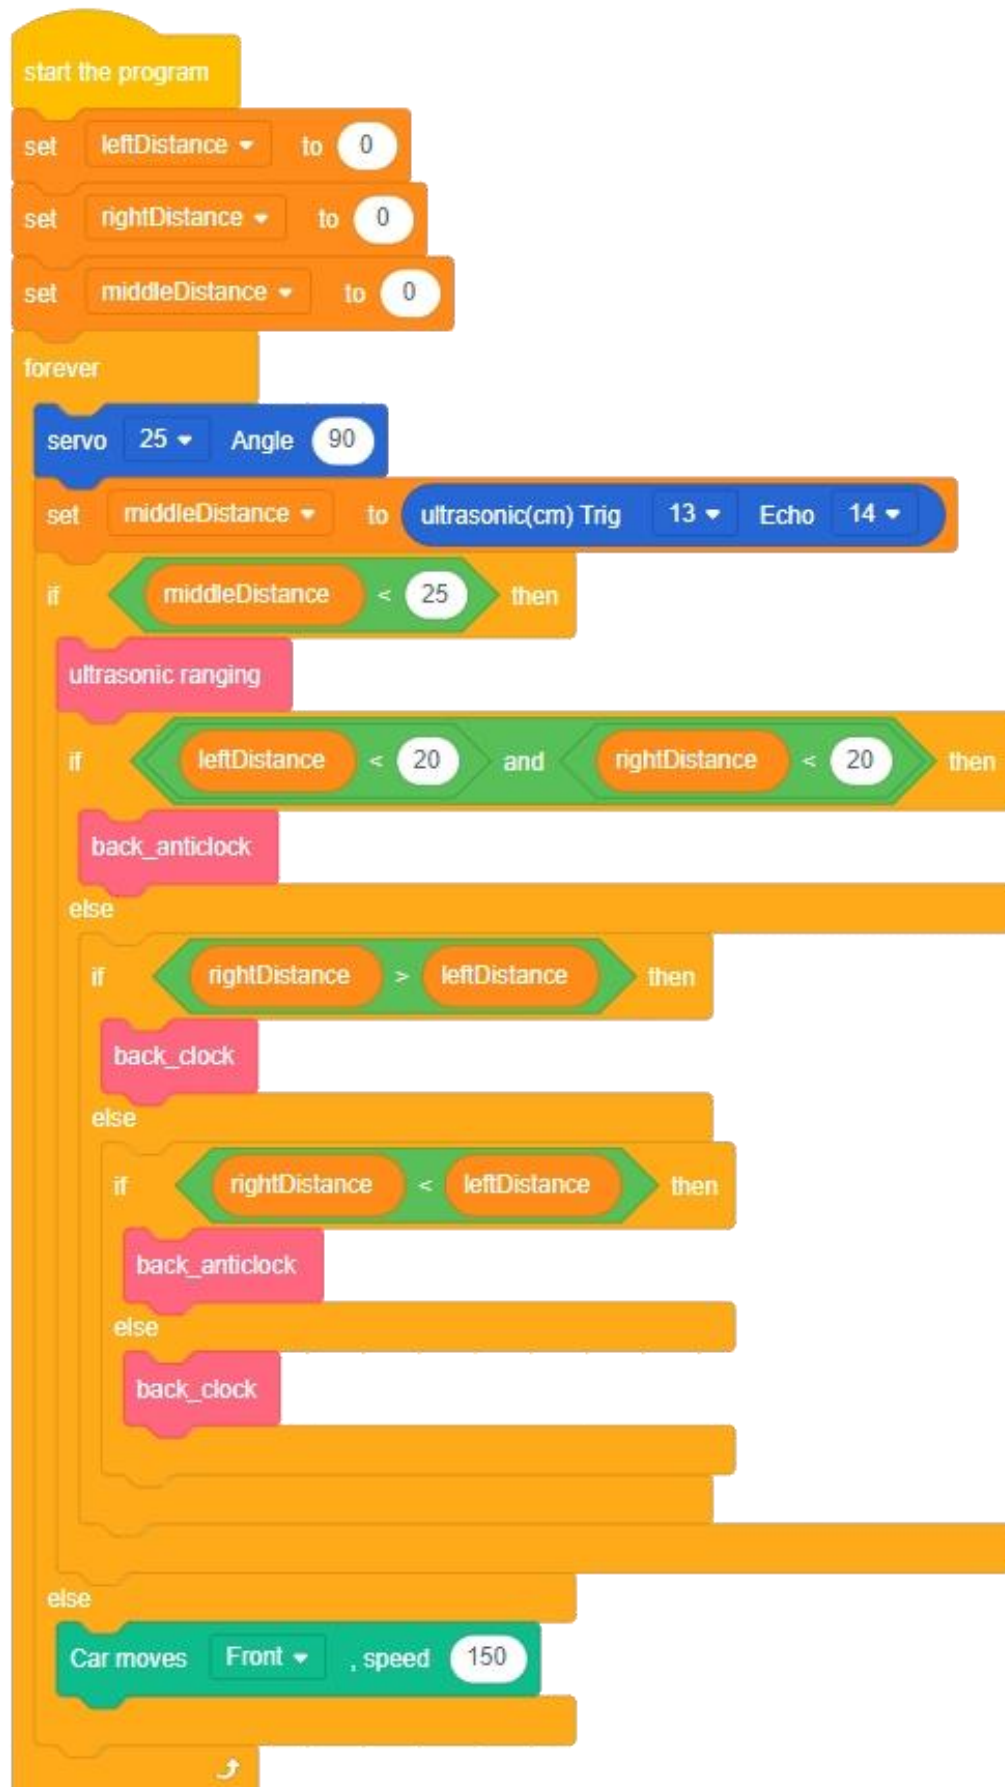 start the program
set leftDistance to 0
set rightDistance to 0
set middleDistance to 0
forever
servo 25 Angle 90
set middleDistance to ultrasonic(cm) Trig 13 Echo 14
if middleDistance < 25 then
ultrasonic ranging
if leftDistance < 20 and rightDistance < 20 then
back_anticlock
else
if rightDistance > leftDistance then
back_clock
else
if rightDistance < leftDistance then
back_anticlock
else
back_clock
else
Car moves Front , speed 150